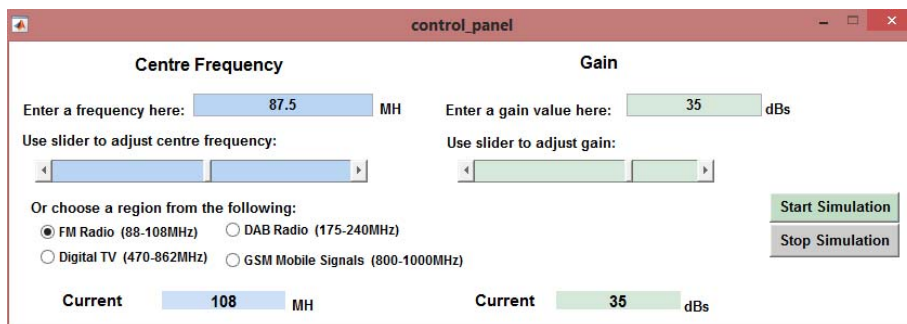 control_panel
Centre Frequency
Gain
Enter a frequency here: 87.5 MH
Enter a gain value here: 35 dBs
Use slider to adjust centre frequency:
Use slider to adjust gain:
Or choose a region from the following:
FM Radio (88-108MHz)
DAB Radio (175-240MHz)
Digital TV (470-862MHz)
GSM Mobile Signals (800-1000MHz)
Start Simulation
Stop Simulation
Current 108 MH
Current 35 dBs